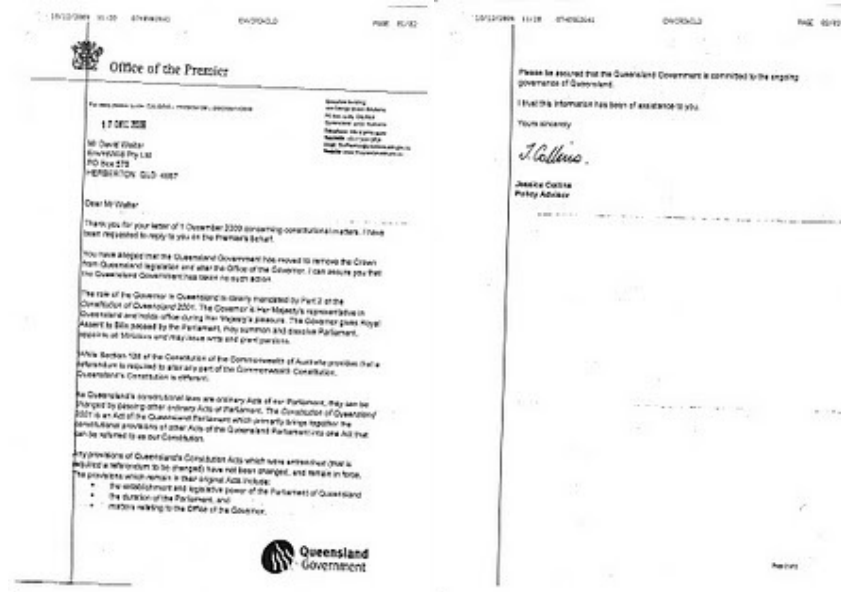 PAGE 01/02
Office of the Premier
17 DEC 2009
Mr David Walter
PO Box 275
HERBERTON QLD 4887
Dear Mr Walter
Thank you for your letter of 1 December 2009 concerning constitutional matters. I have
been requested to reply to you on the Premier's behalf.
You have alleged that the Queensland Government has moved to remove the Crown
from Queensland legislation and alter the Office of the Governor. I can assure you that
the Queensland Government has taken no such action.
The role of the Governor in Queensland is clearly mandated by Part 3 of the
Constitution of Queensland 2001. The Governor is Her Majesty's representative in
Queensland and holds office during Her Majesty's pleasure. The Governor gives Royal
Assent to Bills passed by the Parliament, may summon and dissolve Parliament,
appoints all Ministers and may issue writs and grant pardons.
While Section 128 of the Constitution of the Commonwealth of Australia provides that a
referendum is required to alter any part of the Commonwealth Constitution,
Queensland's Constitution is different.
As Queensland's constitutional laws are ordinary Acts of our Parliament, they can be
changed by passing other ordinary Acts of Parliament. The Constitution of Queensland
2001 is an Act of the Queensland Parliament which primarily brings together the
constitutional provisions of other Acts of the Queensland Parliament into one Act that
can be referred to as our Constitution.
Any provisions of Queensland's Constitution Acts which were entrenched (that is
required a referendum to be changed) have not been changed, and remain in force.
The provisions which remain in their original Acts include:
• the establishment and legislative power of the Parliament of Queensland
• the duration of the Parliament, and
• matters relating to the Office of the Governor.
Queensland
Government
PAGE 02/02
Please be assured that the Queensland Government is committed to the ongoing
governance of Queensland.
I trust this information has been of assistance to you.
Yours sincerely
J. Collins.
Jessica Collins
Policy Advisor